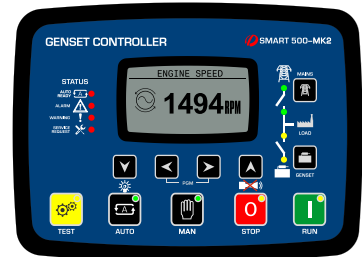 GENSET CONTROLLER
SMART 500-MK2
STATUS
AUTO
READY
A
ALARM
WARNING
SERVICE
REQUEST
ENGINE SPEED
1494RPM
MAINS
LOAD
GENSET
PGM
A
0
I
TEST
AUTO
MAN
STOP
RUN